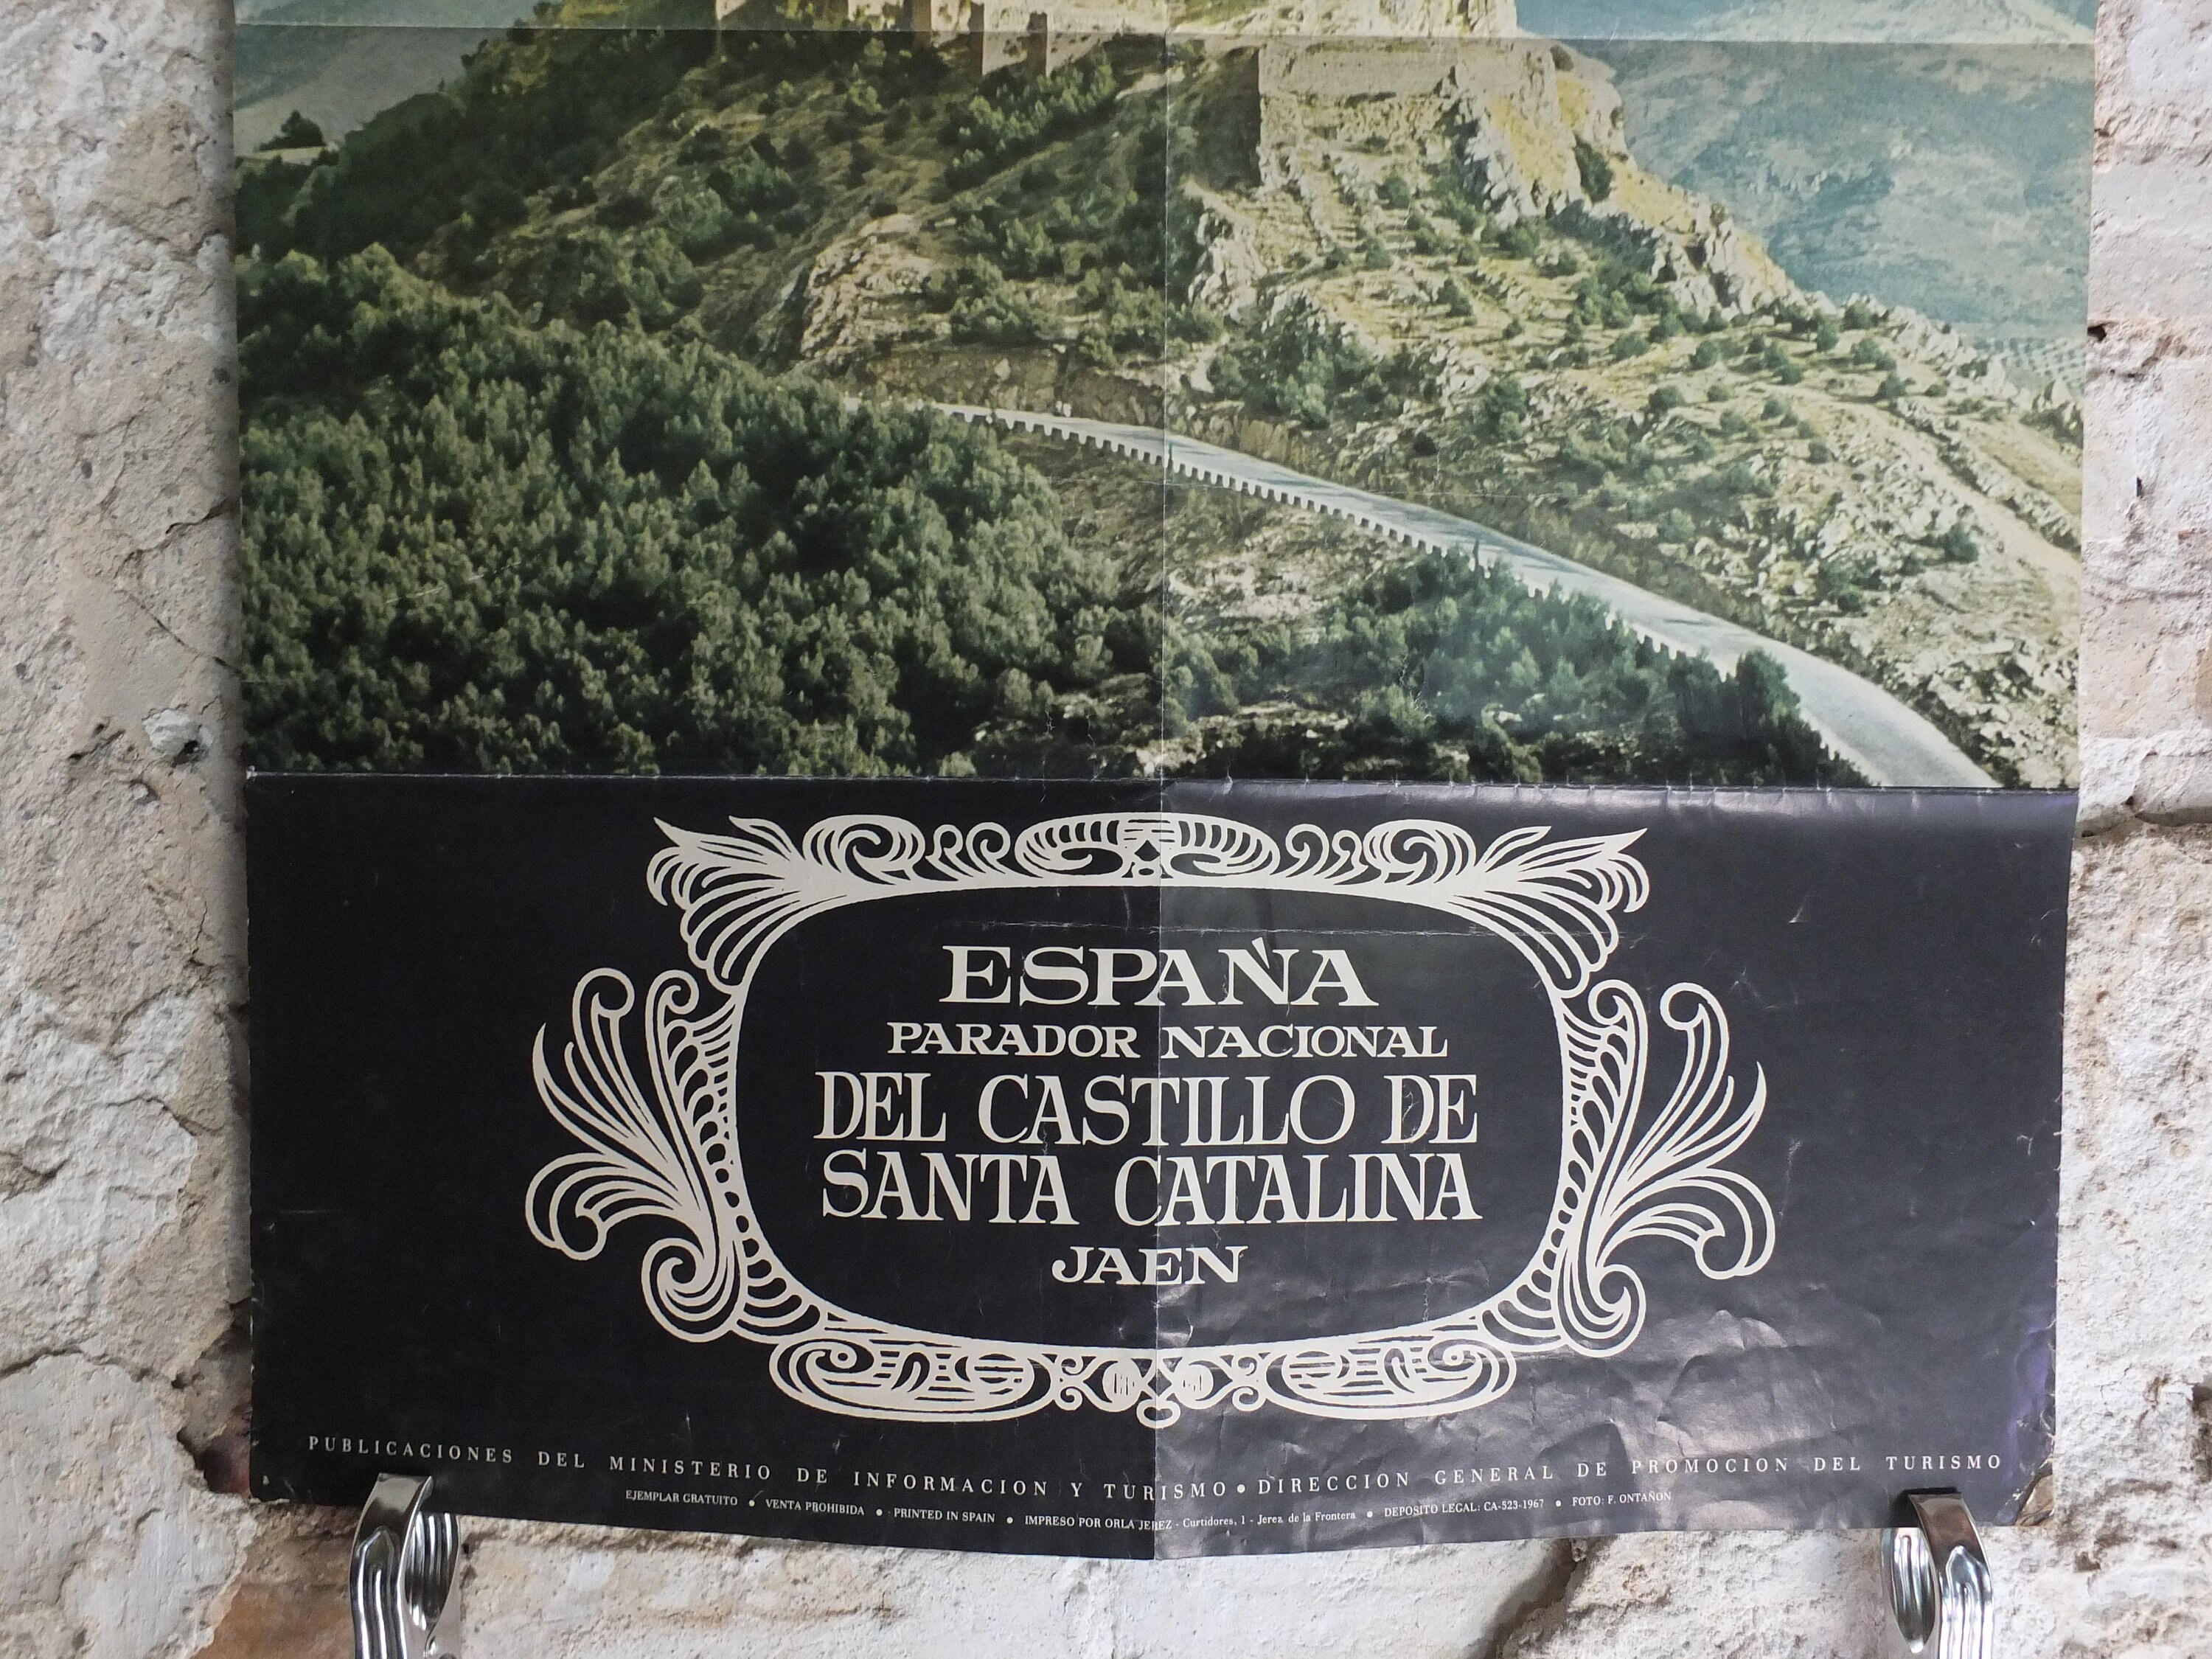 ESPAÑA
PARADOR NACIONAL
DEL CASTILLO DE
SANTA CATALINA
JAEN
PUBLICACIONES DEL MINISTERIO DE INFORMACION Y TURISMO • DIRECCION GENERAL DE PROMOCION DEL TURISMO
EJEMPLAR GRATUITO • VENTA PROHIBIDA • PRINTED IN SPAIN • IMPRESO POR ORLA JEREZ - Curtidores, 1 - Jerez de la Frontera • DEPOSITO LEGAL: CA-523-1967 • FOTO: F. ONTAÑON